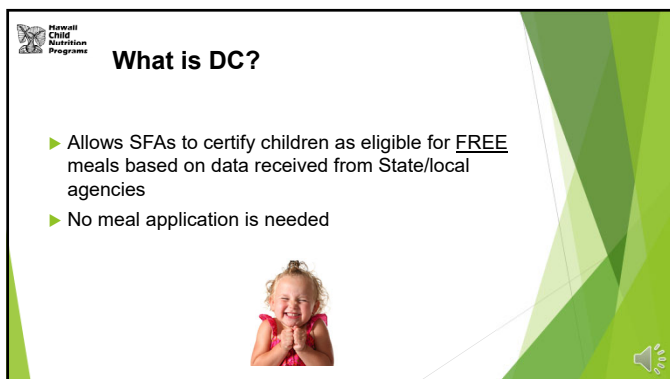 Hawaii
Child
Nutrition
Programs
What is DC?
Allows SFAs to certify children as eligible for FREE
meals based on data received from State/local
agencies
No meal application is needed